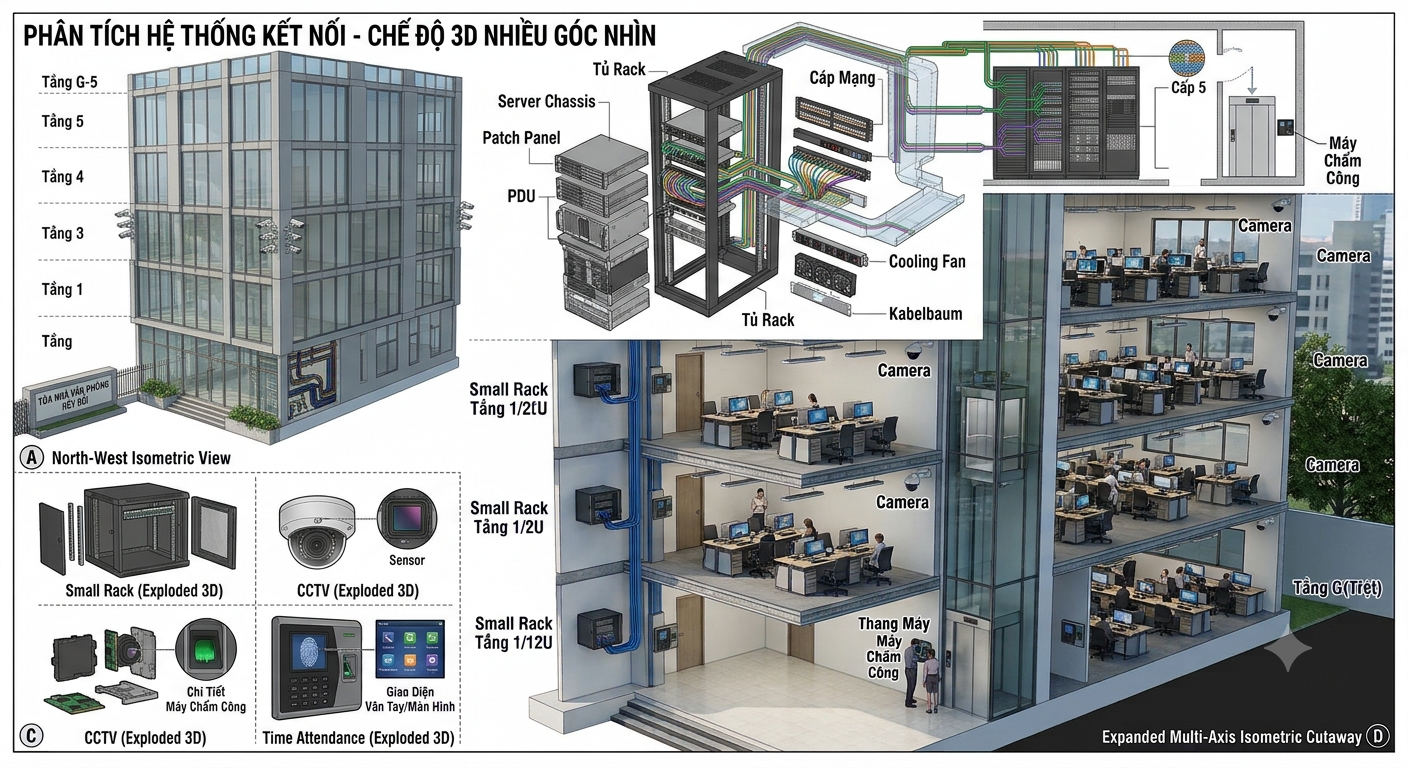 PHÂN TÍCH HỆ THỐNG KẾT NỐI - CHẾ ĐỘ 3D NHIỀU GÓC NHÌN
Tầng G-5
Tầng 5
Tầng 4
Tầng 3
Tầng 1
Tầng
TÒA NHÀ VĂN PHÒNG
A North-West Isometric View
Tủ Rack
Server Chassis
Patch Panel
PDU
Cáp Mạng
Cooling Fan
Kabelbaum
Tủ Rack
Cấp 5
Máy
Chấm
Công
Small Rack (Exploded 3D)
Sensor
CCTV (Exploded 3D)
Chi Tiết
Máy Chấm Công
CCTV (Exploded 3D)
Giao Diện
Vân Tay/Màn Hình
Time Attendance (Exploded 3D)
C
Small Rack
Small Rack
Tầng 1/2U
Small Rack
Tầng 1/12U
Camera
Camera
Thang Máy
Máy
Chấm
Công
Camera
Camera
Camera
Camera
Tầng G(Trệt)
Expanded Multi-Axis Isometric Cutaway D